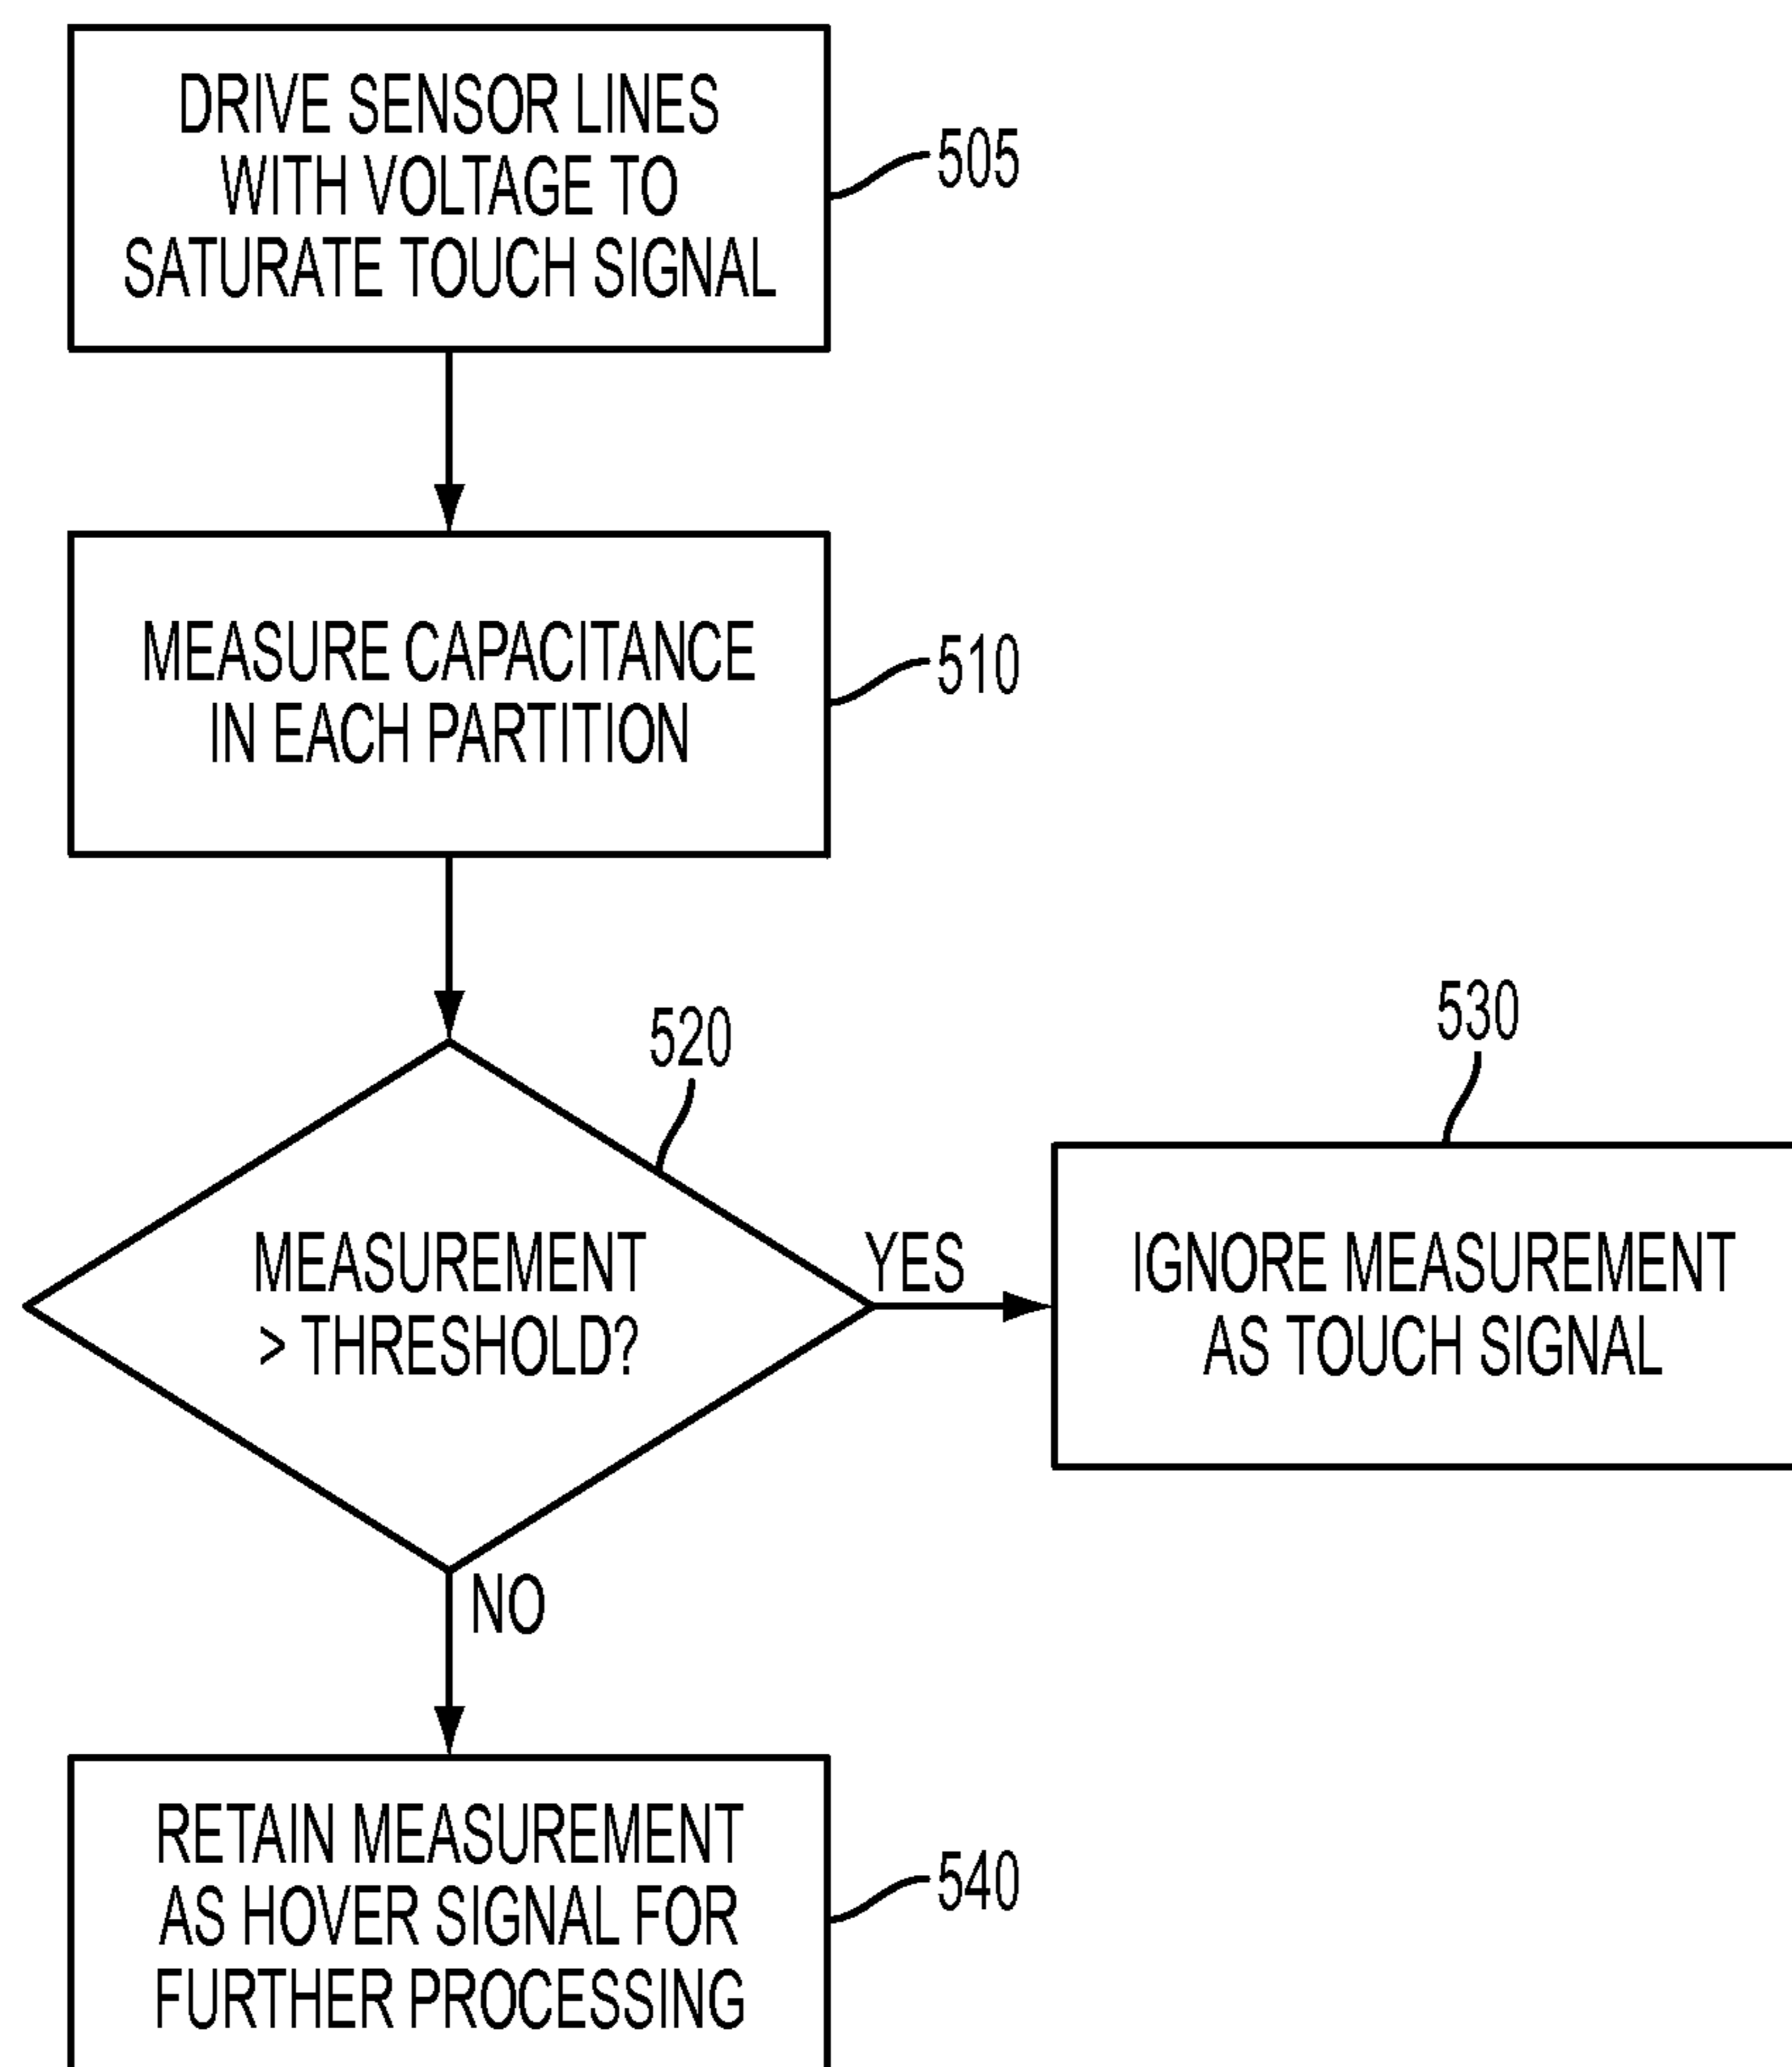 DRIVE SENSOR LINES
WITH VOLTAGE TO
SATURATE TOUCH SIGNAL
505
MEASURE CAPACITANCE
IN EACH PARTITION
510
520
MEASUREMENT
> THRESHOLD?
YES
530
IGNORE MEASUREMENT
AS TOUCH SIGNAL
NO
RETAIN MEASUREMENT
AS HOVER SIGNAL FOR
FURTHER PROCESSING
540